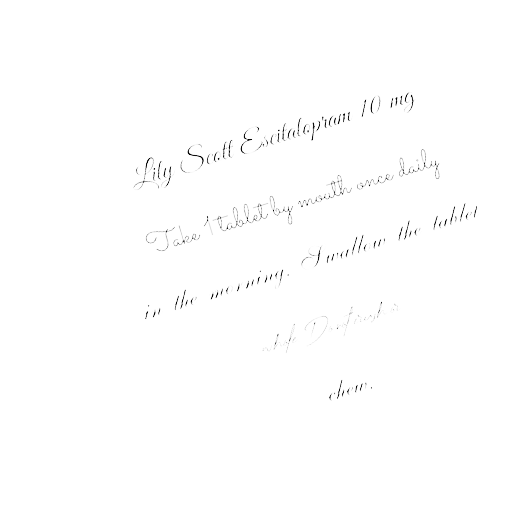 Lily Scott Escitalopram 10 mg
Take 1 tablet by mouth once daily
in the morning. Swallow the tablet
chew.